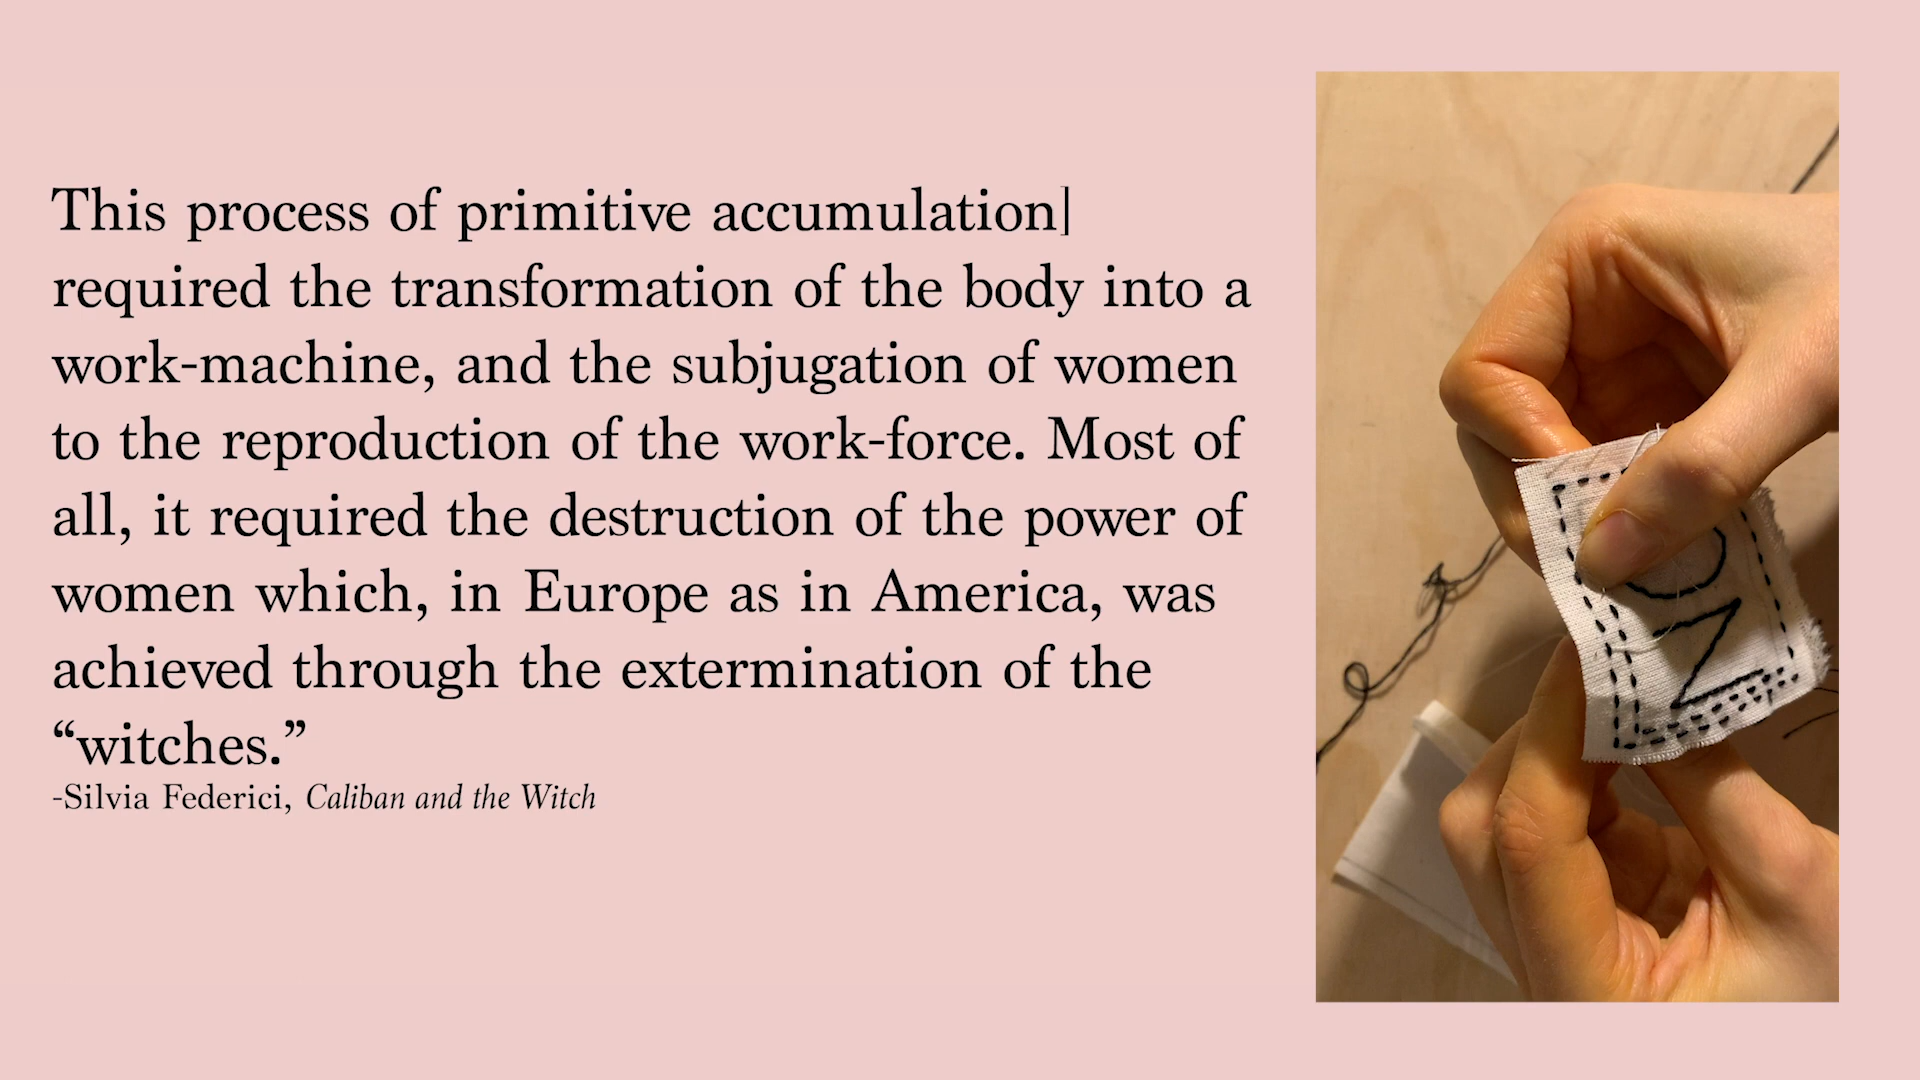 This process of primitive accumulation]
required the transformation of the body into a
work-machine, and the subjugation of women
to the reproduction of the work-force. Most of
all, it required the destruction of the power of
women which, in Europe as in America, was
achieved through the extermination of the
“witches.”
-Silvia Federici, Caliban and the Witch